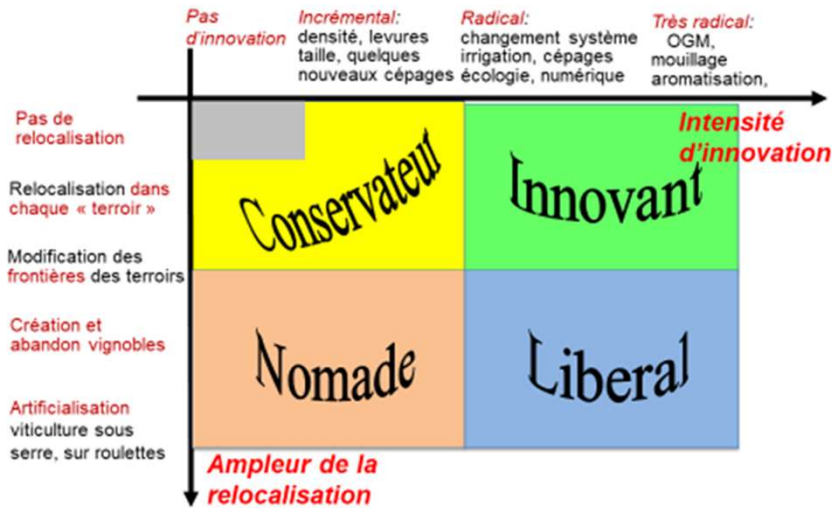 Pas
d'innovation
Incrémental:
densité, levures
taille, quelques
nouveaux cépages
Radical:
changement système
irrigation, cépages
écologie, numérique
Très radical:
OGM,
mouillage
aromatisation,
Intensité
d'innovation
Pas de
relocalisation
Relocalisation dans
chaque « terroir »
Modification des
frontières des terroirs
Création et
abandon vignobles
Artificialisation
viticulture sous
serre, sur roulettes
Conservateur
Innovant
Nomade
Liberal
Ampleur de la
relocalisation